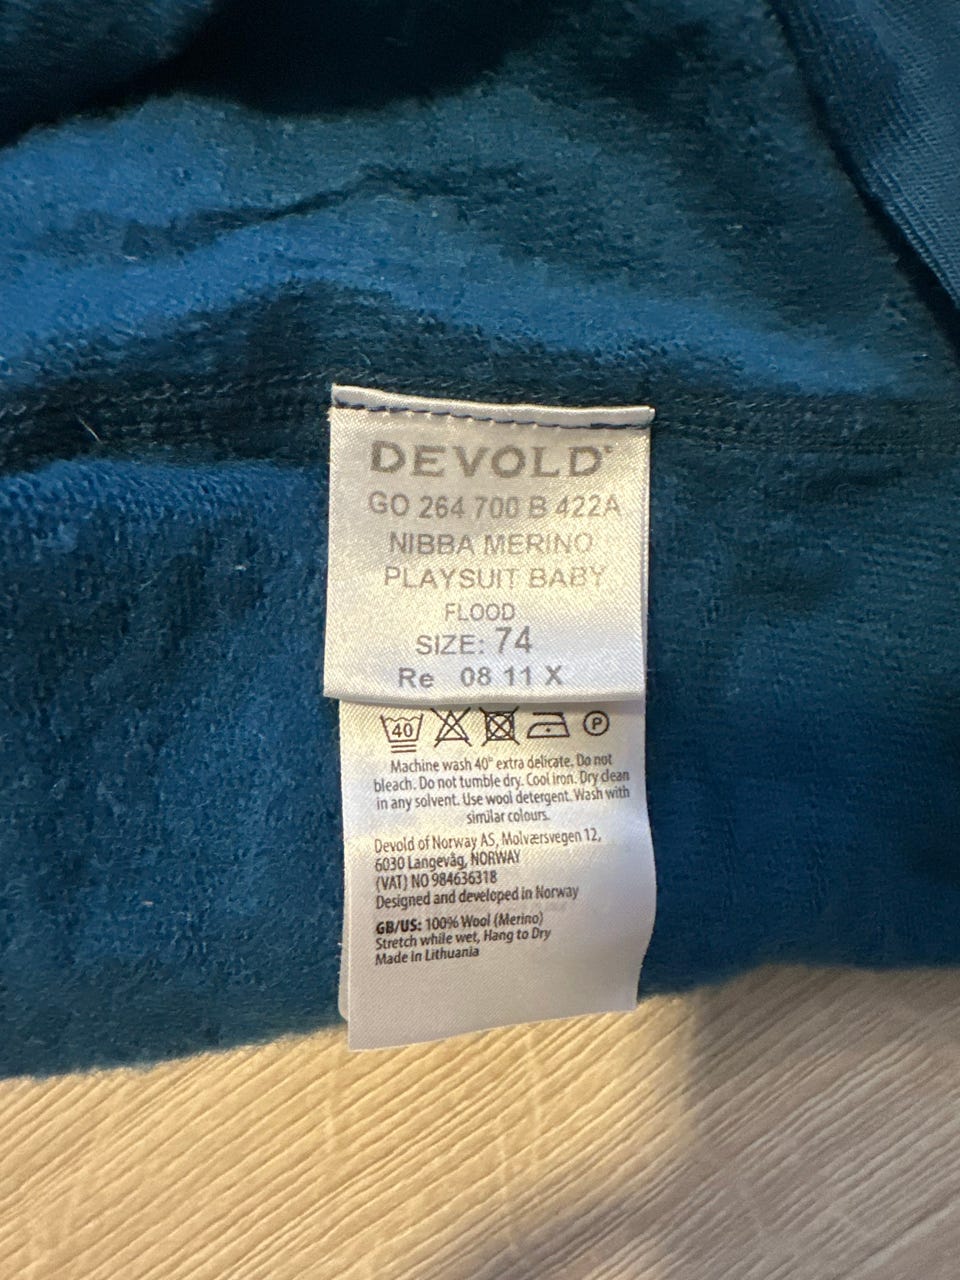 DEVOLD
GO 264 700 B 422A
NIBBA MERINO
PLAYSUIT BABY
FLOOD
SIZE: 74
Re 08 11 X
40 P
Machine wash 40° extra delicate. Do not
bleach. Do not tumble dry. Cool iron. Dry clean
in any solvent. Use wool detergent. Wash with
similar colours.
Devold of Norway AS, Molværsvegen 12,
6030 Langevåg, NORWAY
(VAT) NO 984636318
Designed and developed in Norway
GB/US: 100% Wool (Merino)
Stretch while wet, Hang to Dry
Made in Lithuania